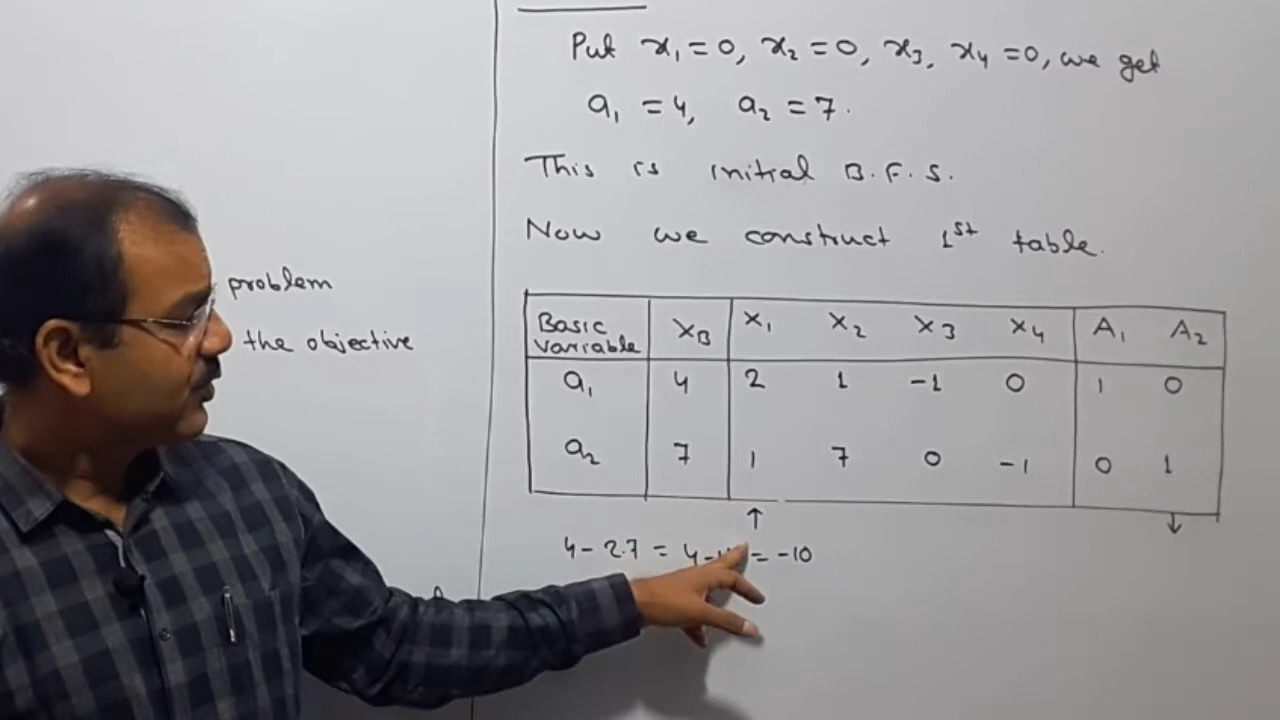 Put x₁ = 0, x₂ = 0, x₃, x₄ = 0, we get
a₁ = 4, a₂ = 7.
This is initial B.F.S.
Now we construct 1st table.
problem
the objective
Basic variable X_B X₁ X₂ X₃ X₄ A₁ A₂
a₁ 4 2 1 -1 0 1 0
a₂ 7 1 7 0 -1 0 1
↑ ↓
4 - 2.7 = 4 - = -10